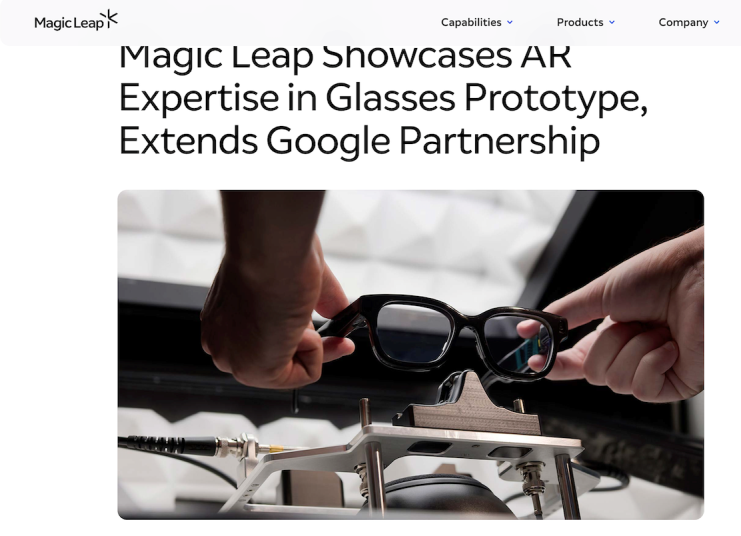 Magic Leap
Capabilities
Products
Company
Magic Leap Showcases AR
Expertise in Glasses Prototype,
Extends Google Partnership